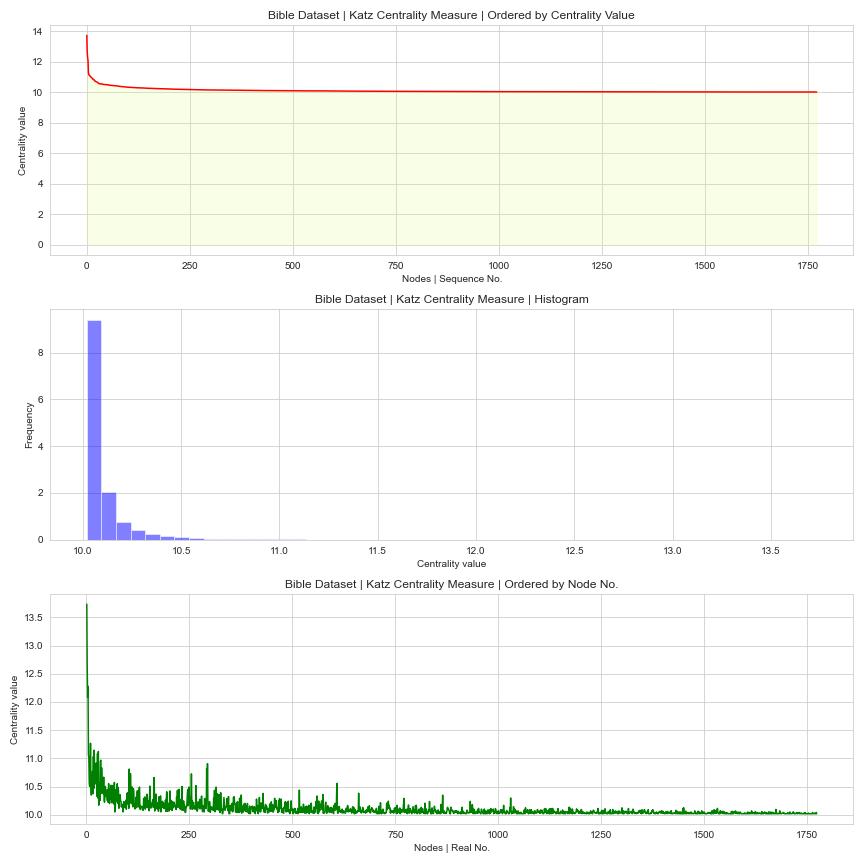 Bible Dataset | Katz Centrality Measure | Ordered by Centrality Value
14
12
10
8
6
4
2
0
Centrality value
0 250 500 750 1000 1250 1500 1750
Nodes | Sequence No.
Bible Dataset | Katz Centrality Measure | Histogram
8
6
4
2
0
Frequency
10.0 10.5 11.0 11.5 12.0 12.5 13.0 13.5
Centrality value
Bible Dataset | Katz Centrality Measure | Ordered by Node No.
13.5
13.0
12.5
12.0
11.5
11.0
10.5
10.0
Centrality value
0 250 500 750 1000 1250 1500 1750
Nodes | Real No.